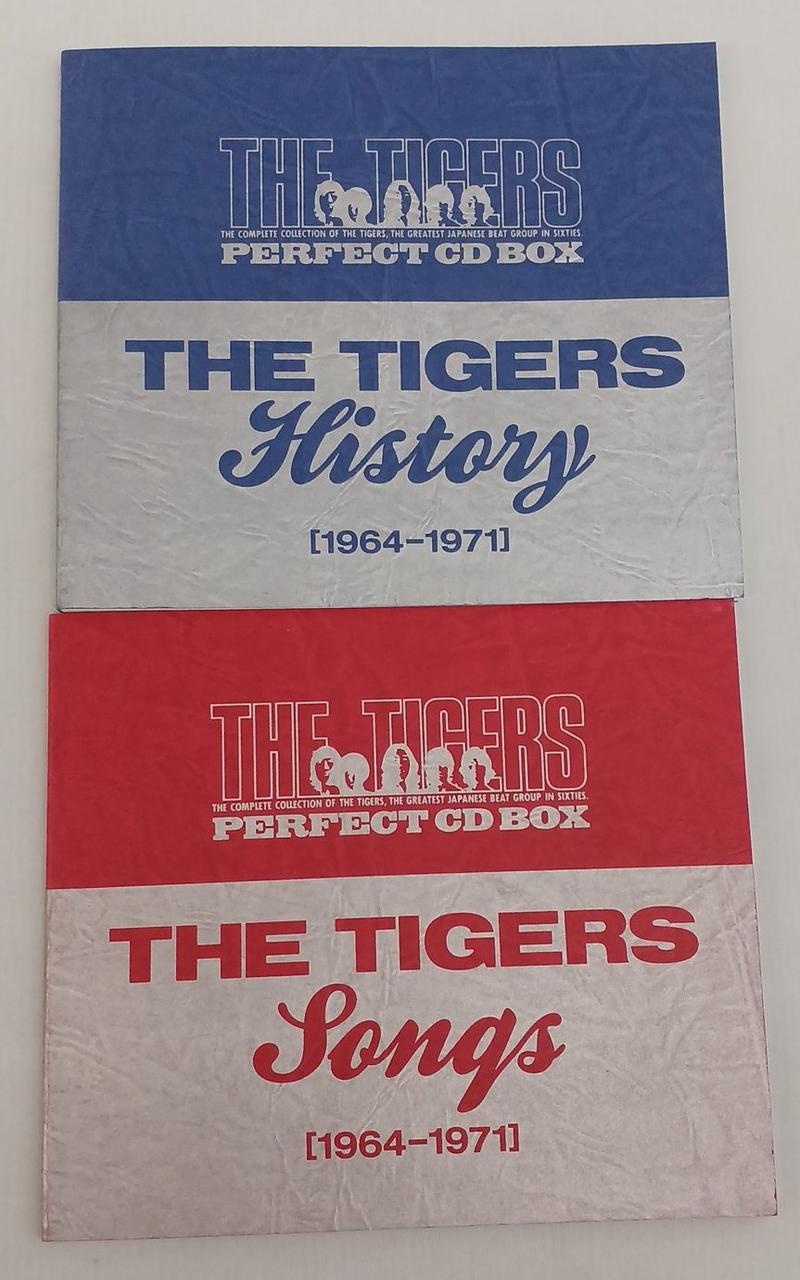 THE TIGERS
THE COMPLETE COLLECTION OF THE TIGERS, THE GREATEST JAPANESE BEAT GROUP IN SIXTIES.
PERFECT CD BOX
THE TIGERS
History
[1964-1971]
THE TIGERS
THE COMPLETE COLLECTION OF THE TIGERS, THE GREATEST JAPANESE BEAT GROUP IN SIXTIES.
PERFECT CD BOX
THE TIGERS
Songs
[1964-1971]